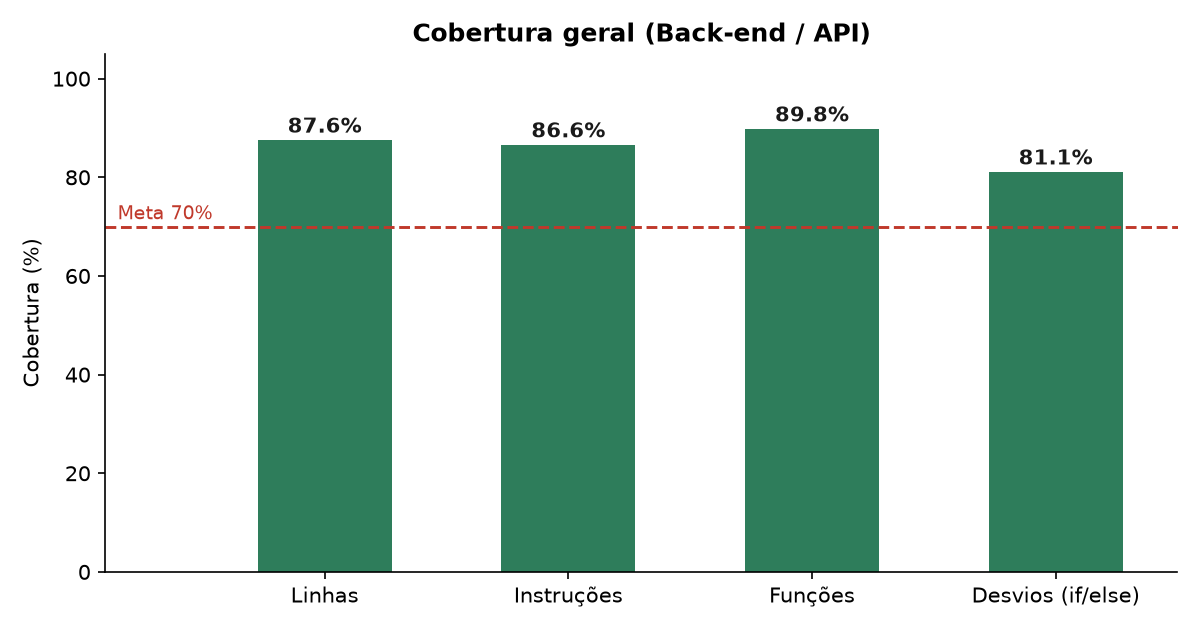 Cobertura geral (Back-end / API)
100
80
60
40
20
0
Cobertura (%)
Meta 70%
87.6%
86.6%
89.8%
81.1%
Linhas
Instruções
Funções
Desvios (if/else)